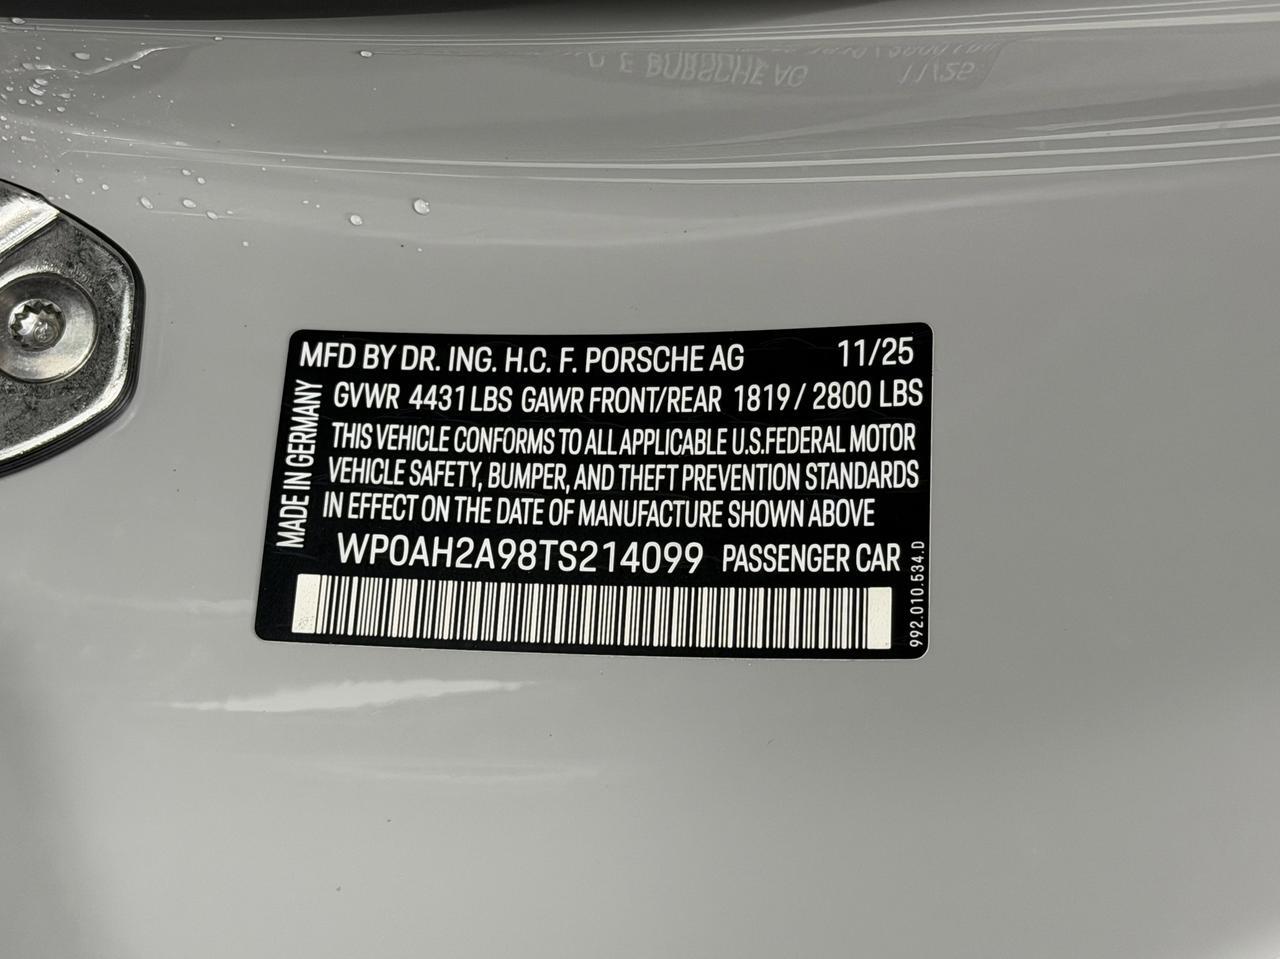 MFD BY DR. ING. H.C. F. PORSCHE AG 11/25
GVWR 4431 LBS GAWR FRONT/REAR 1819 / 2800 LBS
THIS VEHICLE CONFORMS TO ALL APPLICABLE U.S.FEDERAL MOTOR
VEHICLE SAFETY, BUMPER, AND THEFT PREVENTION STANDARDS
IN EFFECT ON THE DATE OF MANUFACTURE SHOWN ABOVE
WP0AH2A98TS214099 PASSENGER CAR
MADE IN GERMANY
992.010.534.D